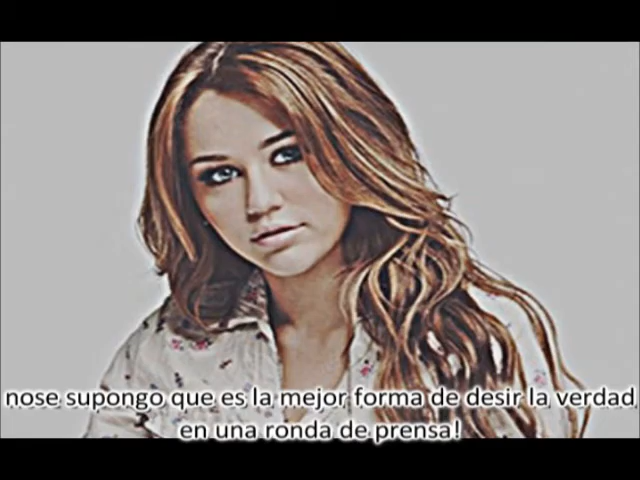 nose supongo que es la mejor forma de desir la verdad
en una ronda de prensa!